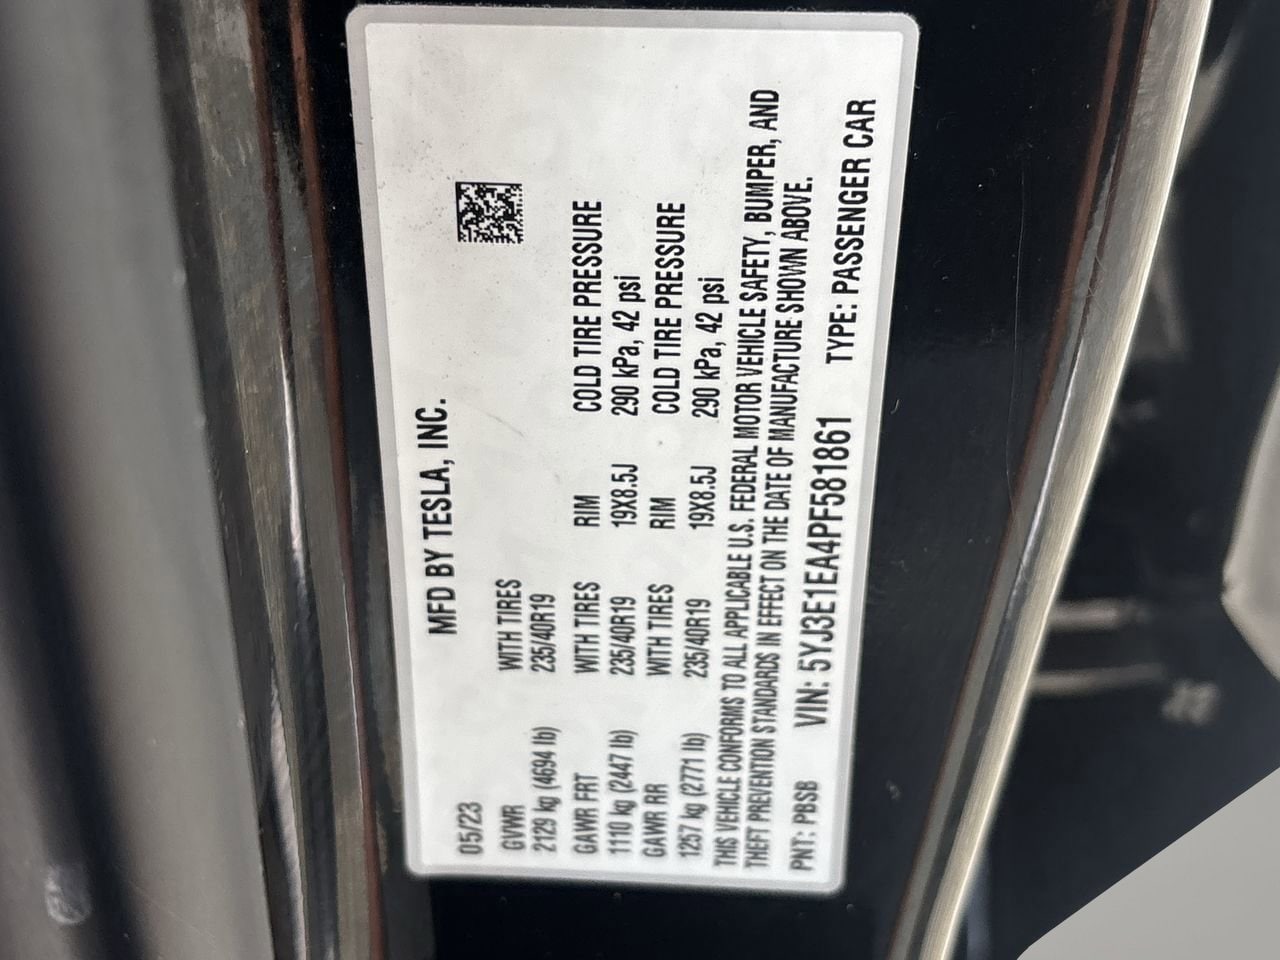 MFD BY TESLA, INC.
05/23
GVWR WITH TIRES
2129 kg (4694 lb) 235/40R19
GAWR FRT WITH TIRES RIM COLD TIRE PRESSURE
1110 kg (2447 lb) 235/40R19 19X8.5J 290 kPa, 42 psi
GAWR RR WITH TIRES RIM COLD TIRE PRESSURE
1257 kg (2771 lb) 235/40R19 19X8.5J 290 kPa, 42 psi
THIS VEHICLE CONFORMS TO ALL APPLICABLE U.S. FEDERAL MOTOR VEHICLE SAFETY, BUMPER, AND
THEFT PREVENTION STANDARDS IN EFFECT ON THE DATE OF MANUFACTURE SHOWN ABOVE.
PNT: PBSB VIN: 5YJ3E1EA4PF581861 TYPE: PASSENGER CAR